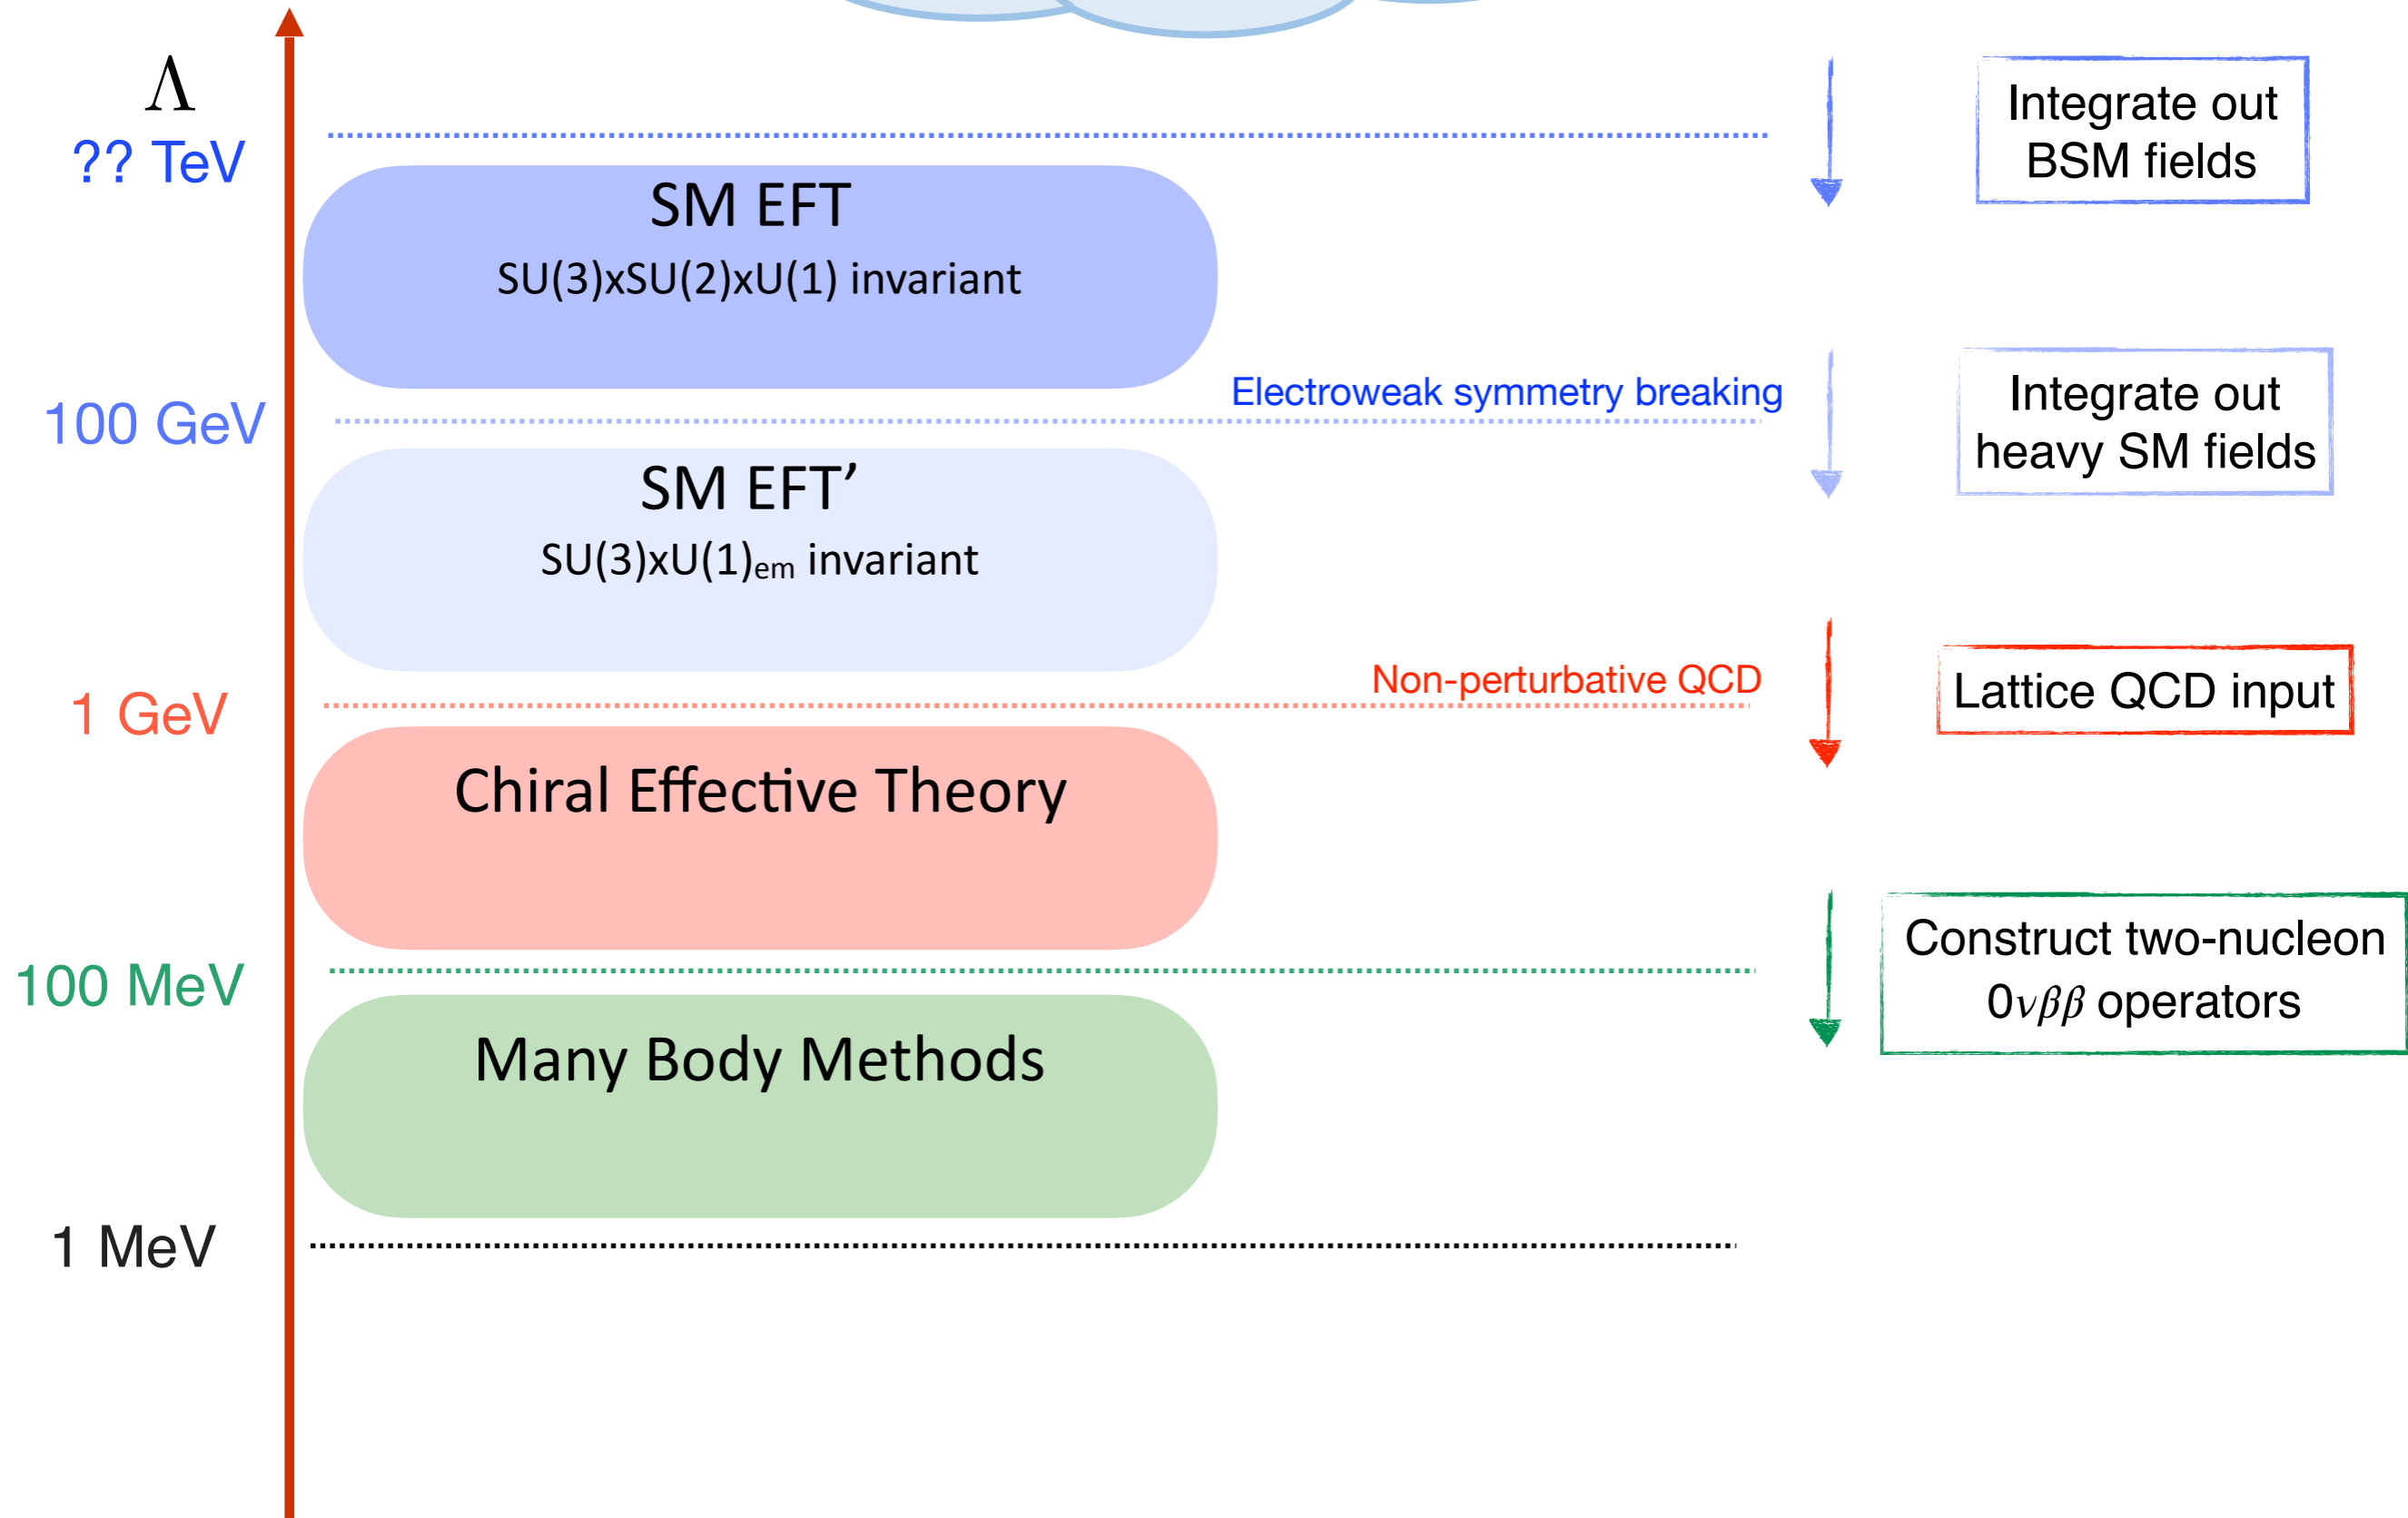 Λ
?? TeV
Integrate out
BSM fields
SM EFT
SU(3)xSU(2)xU(1) invariant
100 GeV
Electroweak symmetry breaking
Integrate out
heavy SM fields
SM EFT’
SU(3)xU(1)em invariant
1 GeV
Non-perturbative QCD
Lattice QCD input
Chiral Effective Theory
100 MeV
Construct two-nucleon
0νββ operators
Many Body Methods
1 MeV